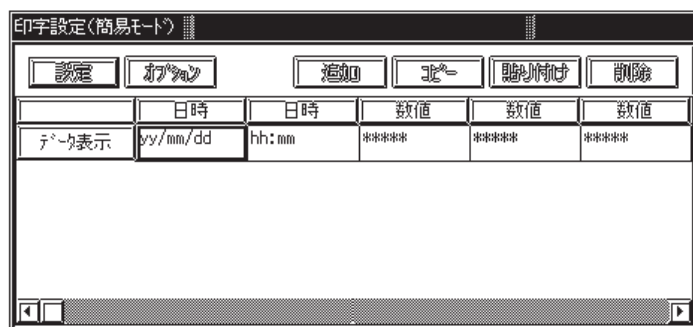 印字設定(簡易ﾓｰﾄﾞ)
設定 ｵﾌﾟｼｮﾝ 追加 ｺﾋﾟｰ 貼り付け 削除
日時 日時 数値 数値 数値
ﾃﾞｰﾀ表示 yy/mm/dd hh:mm ***** ***** *****